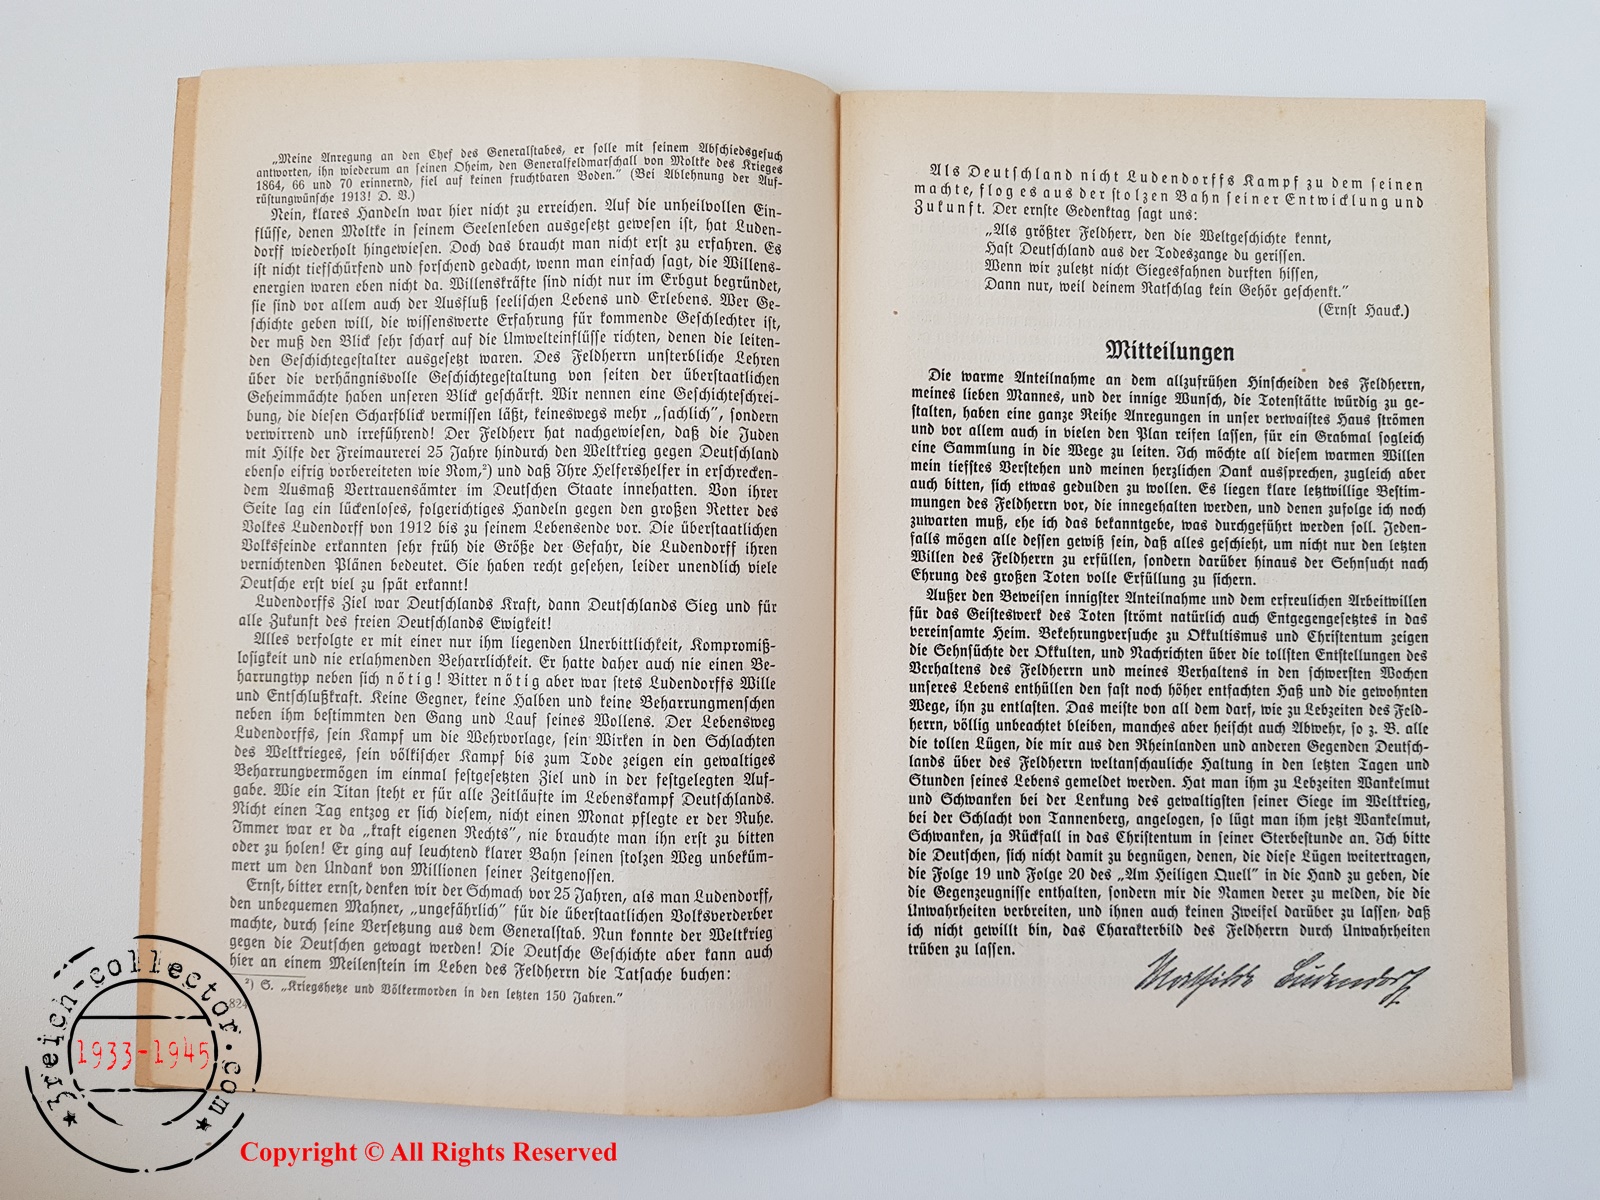 „Meine Anregung an den Chef des Generalstabes, er solle mit seinem Abschiedsgesuch
antworten, ihn wiederum an seinen Oheim, den Generalfeldmarschall von Moltke des Krieges
1864, 66 und 70 erinnernd, fiel auf keinen fruchtbaren Boden.“ (Bei Ablehnung der Auf-
rüstungwünsche 1913! D. V.)
Nein, klares Handeln war hier nicht zu erreichen. Auf die unheilvollen Ein-
flüsse, denen Moltke in seinem Seelenleben ausgesetzt gewesen ist, hat Luden-
dorff wiederholt hingewiesen. Doch das braucht man nicht erst zu erfahren. Es
ist nicht tiefschürfend und forschend gedacht, wenn man einfach sagt, die Willens-
energien waren eben nicht da. Willenskräfte sind nicht nur im Erbgut begründet,
sie sind vor allem auch der Ausfluß seelischen Lebens und Erlebens. Wer Ge-
schichte geben will, die wissenswerte Erfahrung für kommende Geschlechter ist,
der muß den Blick sehr scharf auf die Umwelteinflüsse richten, denen die leiten-
den Geschichtegestalter ausgesetzt waren. Des Feldherrn unsterbliche Lehren
über die verhängnisvolle Geschichtegestaltung von seiten der überstaatlichen
Geheimmächte haben unseren Blick geschärft. Wir nennen eine Geschichteschrei-
bung, die diesen Scharfblick vermissen läßt, keineswegs mehr „sachlich“, sondern
verwirrend und irreführend! Der Feldherr hat nachgewiesen, daß die Juden
mit Hilfe der Freimaurerei 25 Jahre hindurch den Weltkrieg gegen Deutschland
ebenso eifrig vorbereiteten wie Rom,²) und daß Ihre Helfershelfer in erschrecken-
dem Ausmaß Vertrauensämter im Deutschen Staate innehatten. Von ihrer
Seite lag ein lückenloses, folgerichtiges Handeln gegen den großen Retter des
Volkes Ludendorff von 1912 bis zu seinem Lebensende vor. Die überstaatlichen
Volksfeinde erkannten sehr früh die Größe der Gefahr, die Ludendorff ihren
vernichtenden Plänen bedeutet. Sie haben recht gesehen, leider unendlich viele
Deutsche erst viel zu spät erkannt!
Ludendorffs Ziel war Deutschlands Kraft, dann Deutschlands Sieg und für
alle Zukunft des freien Deutschlands Ewigkeit!
Alles verfolgte er mit einer nur ihm liegenden Unerbittlichkeit, Kompromiß-
losigkeit und nie erlahmenden Beharrlichkeit. Er hatte daher auch nie einen Be-
harrungtyp neben sich nötig! Bitter nötig aber war stets Ludendorffs Wille
und Entschlußkraft. Keine Gegner, keine Halben und keine Beharrungmenschen
neben ihm bestimmten den Gang und Lauf seines Wollens. Der Lebensweg
Ludendorffs, sein Kampf um die Wehrvorlage, sein Wirken in den Schlachten
des Weltkrieges, sein völkischer Kampf bis zum Tode zeigen ein gewaltiges
Beharrungvermögen im einmal festgesetzten Ziel und in der festgelegten Auf-
gabe. Wie ein Titan steht er für alle Zeitläufte im Lebenskampf Deutschlands.
Nicht einen Tag entzog er sich diesem, nicht einen Monat pflegte er der Ruhe.
Immer war er da „kraft eigenen Rechts“, nie brauchte man ihn erst zu bitten
oder zu holen! Er ging auf leuchtend klarer Bahn seinen stolzen Weg unbeküm-
mert um den Undank von Millionen seiner Zeitgenossen.
Ernst, bitter ernst, denken wir der Schmach vor 25 Jahren, als man Ludendorff,
den unbequemen Mahner, „ungefährlich“ für die überstaatlichen Volksverderber
machte, durch seine Versetzung aus dem Generalstab. Nun konnte der Weltkrieg
gegen die Deutschen gewagt werden! Die Deutsche Geschichte aber kann auch
hier an einem Meilenstein im Leben des Feldherrn die Tatsache buchen:
²) S. „Kriegshetze und Völkermorden in den letzten 150 Jahren.“
824
Als Deutschland nicht Ludendorffs Kampf zu dem seinen
machte, flog es aus der stolzen Bahn seiner Entwicklung und
Zukunft. Der ernste Gedenktag sagt uns:
„Als größter Feldherr, den die Weltgeschichte kennt,
Hast Deutschland aus der Todeszange du gerissen.
Wenn wir zuletzt nicht Siegesfahnen durften hissen,
Dann nur, weil deinem Ratschlag kein Gehör geschenkt.“
(Ernst Hauck.)
Mitteilungen
Die warme Anteilnahme an dem allzufrühen Hinscheiden des Feldherrn,
meines lieben Mannes, und der innige Wunsch, die Totenstätte würdig zu ge-
stalten, haben eine ganze Reihe Anregungen in unser verwaistes Haus strömen
und vor allem auch in vielen den Plan reifen lassen, für ein Grabmal sogleich
eine Sammlung in die Wege zu leiten. Ich möchte all diesem warmen Willen
mein tiefstes Verstehen und meinen herzlichen Dank aussprechen, zugleich aber
auch bitten, sich etwas gedulden zu wollen. Es liegen klare letztwillige Bestim-
mungen des Feldherrn vor, die innegehalten werden, und denen zufolge ich noch
zuwarten muß, ehe ich das bekanntgebe, was durchgeführt werden soll. Jeden-
falls mögen alle dessen gewiß sein, daß alles geschieht, um nicht nur den letzten
Willen des Feldherrn zu erfüllen, sondern darüber hinaus der Sehnsucht nach
Ehrung des großen Toten volle Erfüllung zu sichern.
Außer den Beweisen innigster Anteilnahme und dem erfreulichen Arbeitwillen
für das Geisteswerk des Toten strömt natürlich auch Entgegengesetztes in das
vereinsamte Heim. Bekehrungversuche zu Okkultismus und Christentum zeigen
die Sehnsüchte der Okkulten, und Nachrichten über die tollsten Entstellungen des
Verhaltens des Feldherrn und meines Verhaltens in den schwersten Wochen
unseres Lebens enthüllen den fast noch höher entfachten Haß und die gewohnten
Wege, ihn zu entlasten. Das meiste von all dem darf, wie zu Lebzeiten des Feld-
herrn, völlig unbeachtet bleiben, manches aber heischt auch Abwehr, so z. B. alle
die tollen Lügen, die mir aus den Rheinlanden und anderen Gegenden Deutsch-
lands über des Feldherrn weltanschauliche Haltung in den letzten Tagen und
Stunden seines Lebens gemeldet werden. Hat man ihm zu Lebzeiten Wankelmut
und Schwanken bei der Lenkung des gewaltigsten seiner Siege im Weltkrieg,
bei der Schlacht von Tannenberg, angelogen, so lügt man ihm jetzt Wankelmut,
Schwanken, ja Rückfall in das Christentum in seiner Sterbestunde an. Ich bitte
die Deutschen, sich nicht damit zu begnügen, denen, die diese Lügen weitertragen,
die Folge 19 und Folge 20 des „Am Heiligen Quell“ in die Hand zu geben, die
die Gegenzeugnisse enthalten, sondern mir die Namen derer zu melden, die die
Unwahrheiten verbreiten, und ihnen auch keinen Zweifel darüber zu lassen, daß
ich nicht gewillt bin, das Charakterbild des Feldherrn durch Unwahrheiten
trüben zu lassen.
Mathilde Ludendorff
3reich-collector.com
1933-1945
Copyright © All Rights Reserved